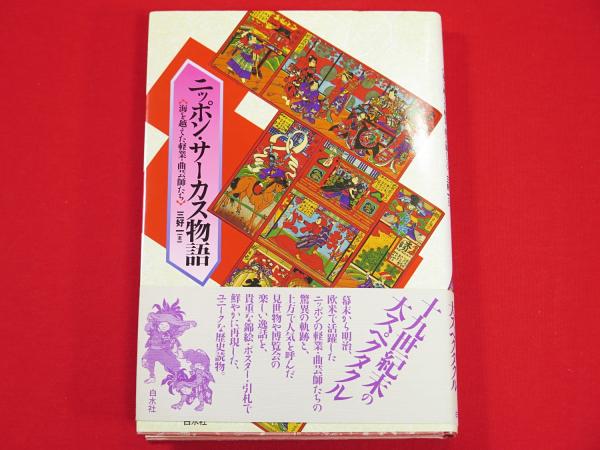 ニッポン・サーカス物語
《海を越えた軽業・曲芸師たち》
三好一 著
十九世紀末の
大スペクタクル
幕末から明治、
欧米で活躍した
ニッポンの軽業・曲芸師たちの
驚異の軌跡と、
上方で人気を呼んだ
見世物や博覧会の
楽しい逸話を、
貴重な錦絵・ポスター・引札で
鮮やかに再現した、
ユニークな歴史読物。
白水社
白水社